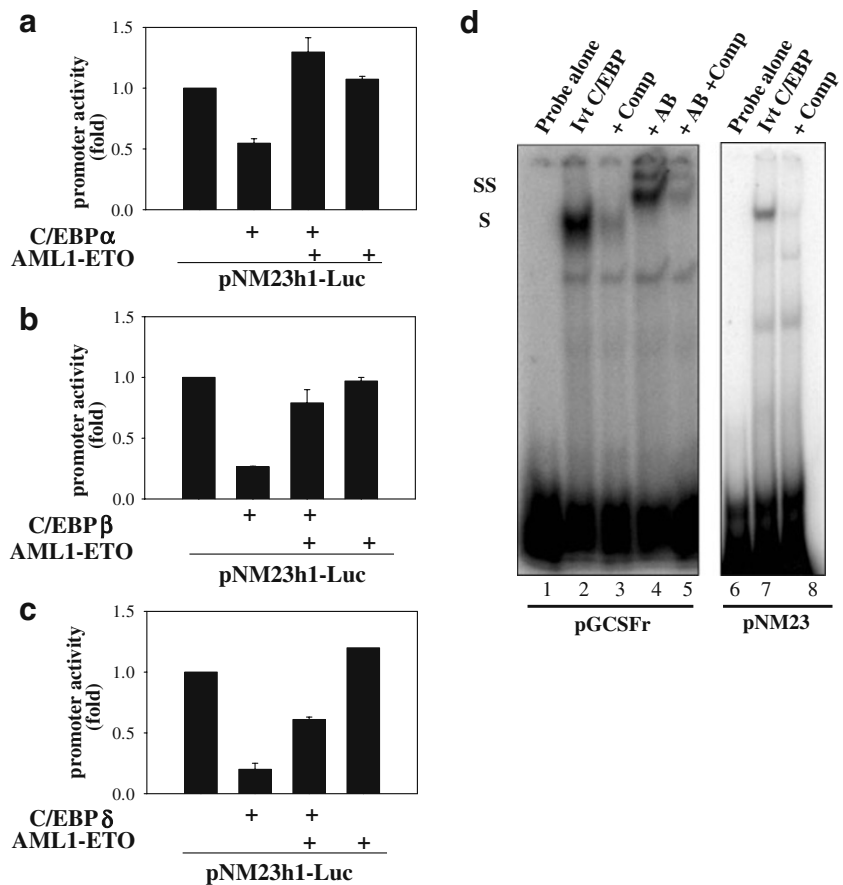 a
1.5
1.0
0.5
0.0
promoter activity
(fold)
C/EBPα + +
AML1-ETO + +
pNM23h1-Luc
b
1.5
1.0
0.5
0.0
promoter activity
(fold)
C/EBPβ + +
AML1-ETO + +
pNM23h1-Luc
c
1.5
1.0
0.5
0.0
promoter activity
(fold)
C/EBPδ + +
AML1-ETO + +
pNM23h1-Luc
d
Probe alone
Ivt C/EBP
+ Comp
+ AB
+ AB +Comp
Probe alone
Ivt C/EBP
+ Comp
SS
S
1 2 3 4 5
6 7 8
pGCSFr
pNM23